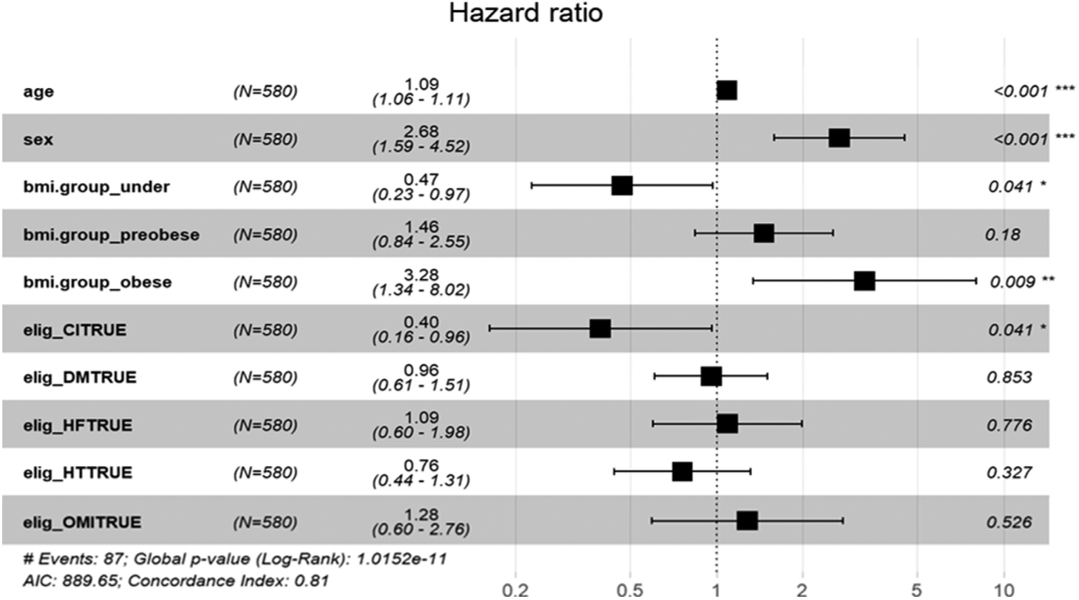 Hazard ratio
age (N=580) 1.09 <0.001 ***
(1.06 - 1.11)
sex (N=580) 2.68 <0.001 ***
(1.59 - 4.52)
bmi.group_under (N=580) 0.47 0.041 *
(0.23 - 0.97)
bmi.group_preobese (N=580) 1.46 0.18
(0.84 - 2.55)
bmi.group_obese (N=580) 3.28 0.009 **
(1.34 - 8.02)
elig_CITRUE (N=580) 0.40 0.041 *
(0.16 - 0.96)
elig_DMTRUE (N=580) 0.96 0.853
(0.61 - 1.51)
elig_HFTRUE (N=580) 1.09 0.776
(0.60 - 1.98)
elig_HTTRUE (N=580) 0.76 0.327
(0.44 - 1.31)
elig_OMITRUE (N=580) 1.28 0.526
(0.60 - 2.76)
# Events: 87; Global p-value (Log-Rank): 1.0152e-11
AIC: 889.65; Concordance Index: 0.81
0.2 0.5 1 2 5 10